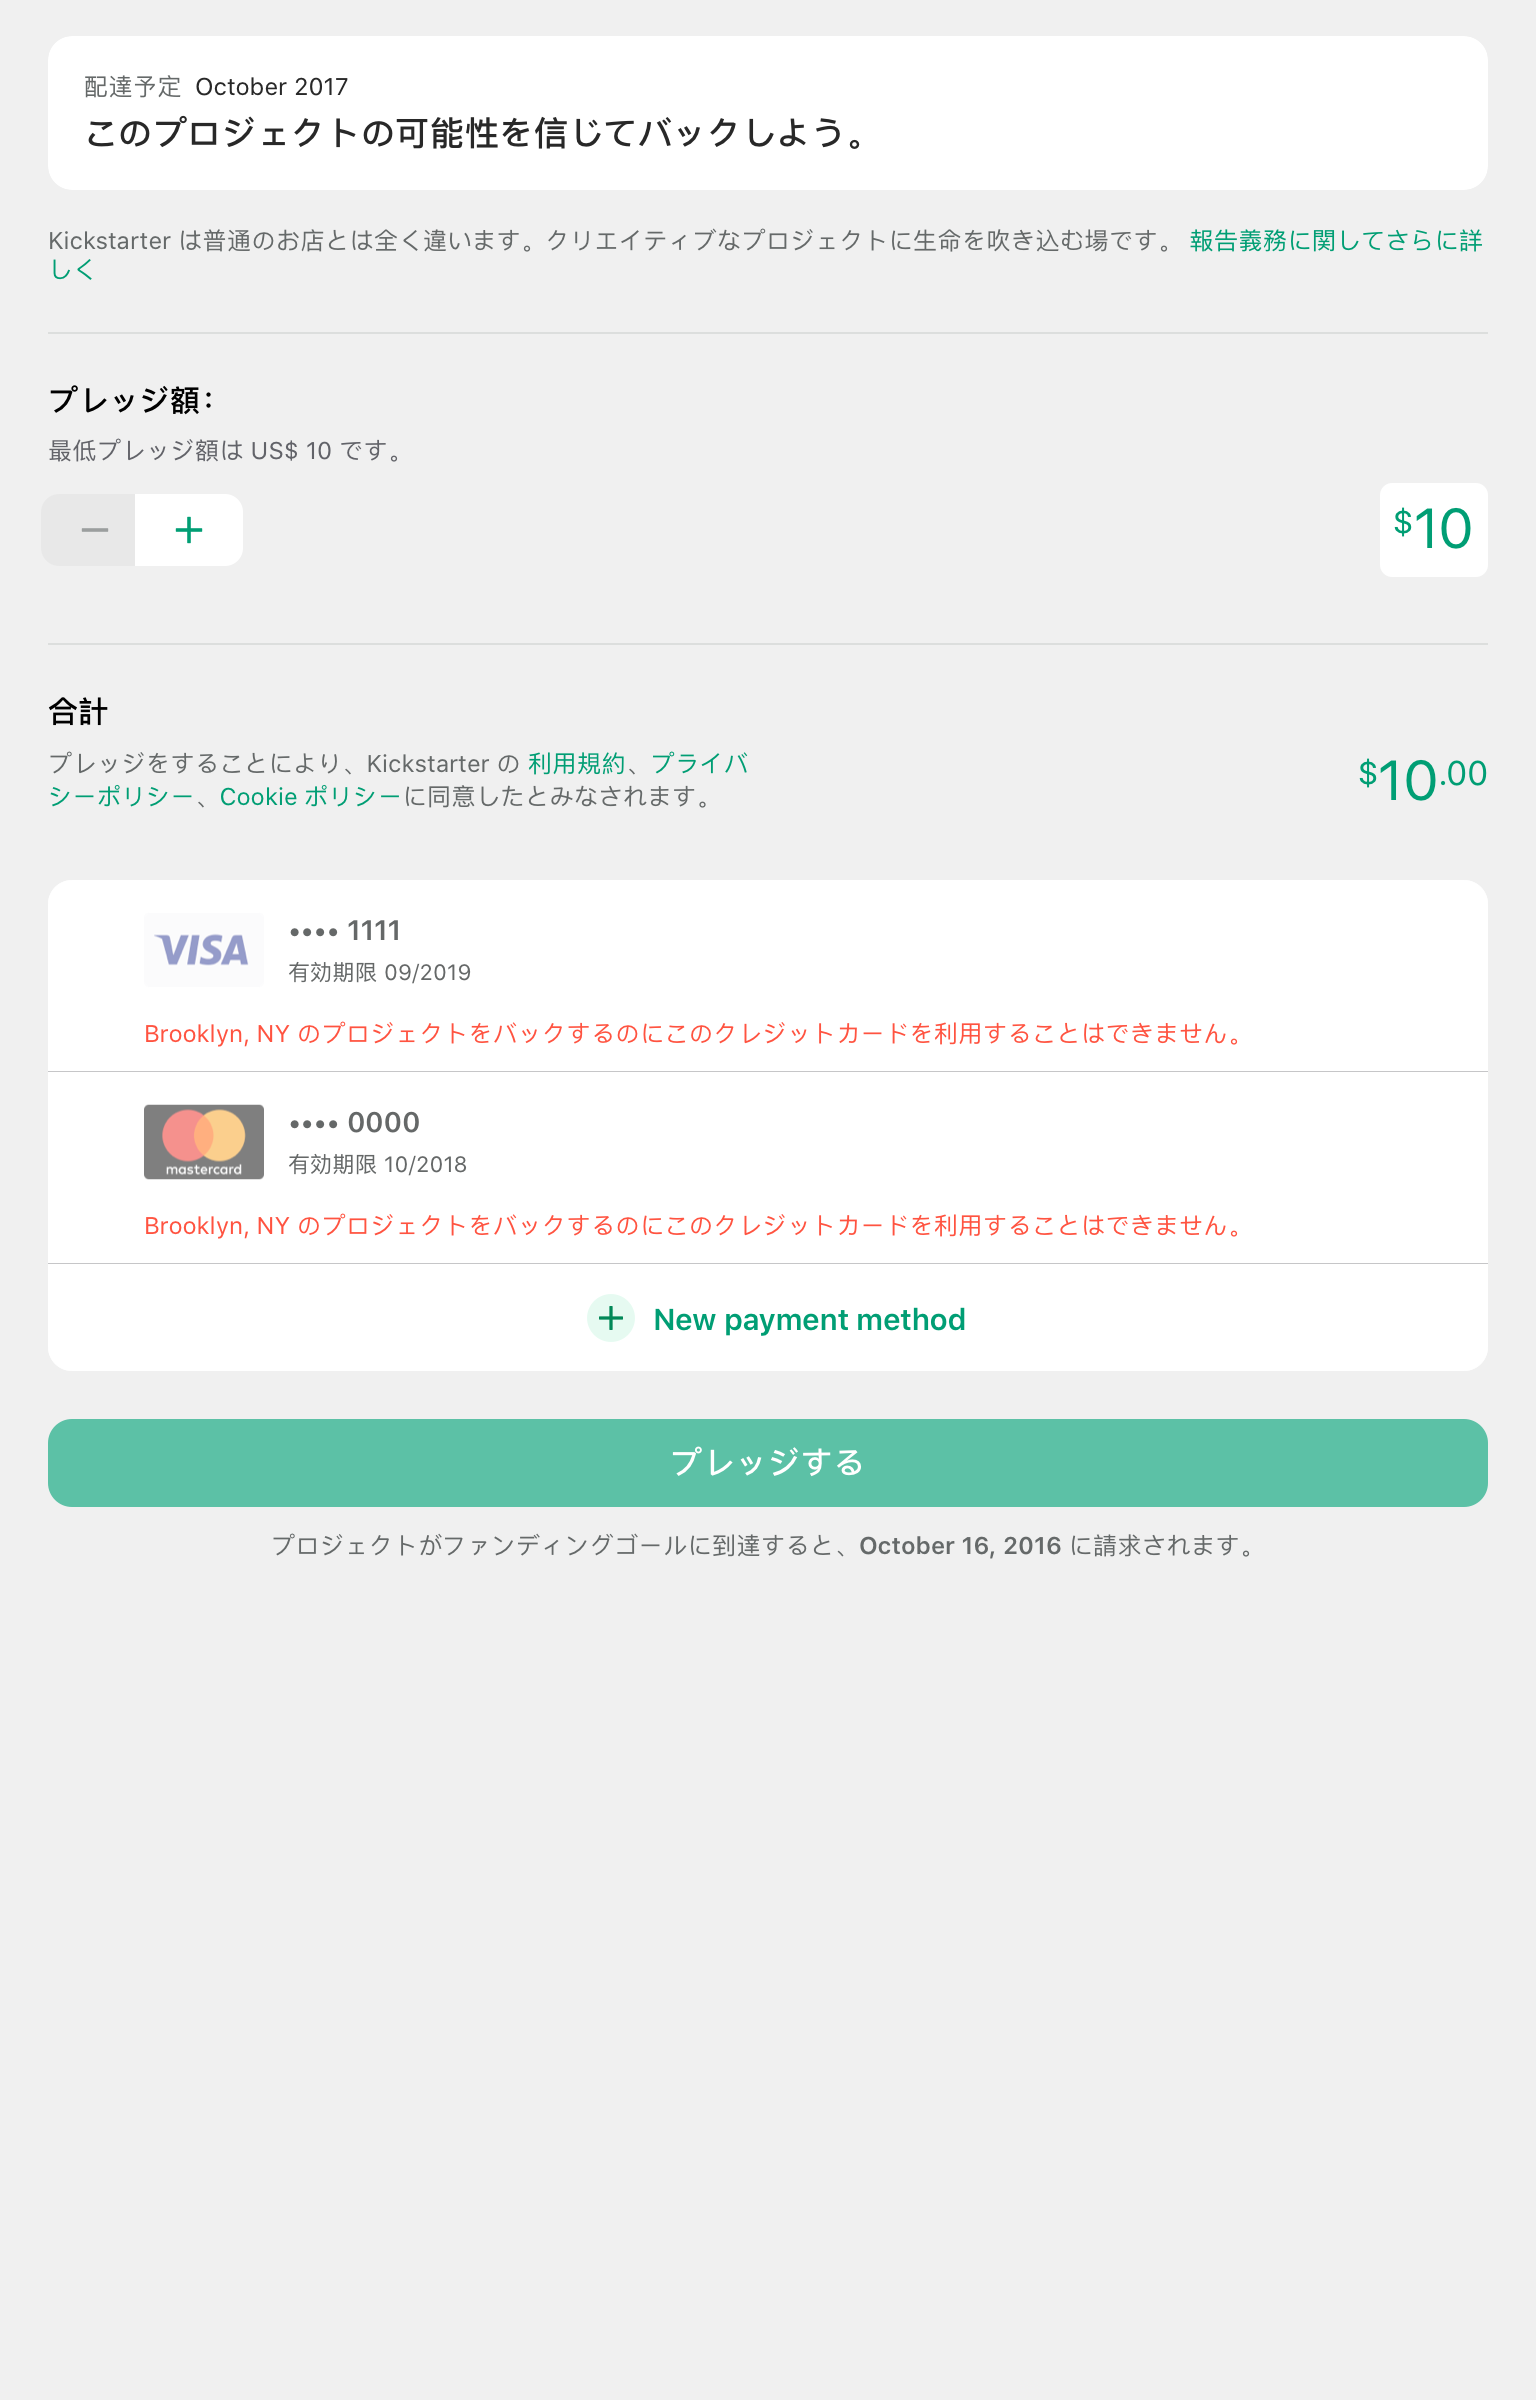 配達予定 October 2017
このプロジェクトの可能性を信じてバックしよう。
Kickstarter は普通のお店とは全く違います。クリエイティブなプロジェクトに生命を吹き込む場です。 報告義務に関してさらに詳
しく
プレッジ額：
最低プレッジ額は US$ 10 です。
− +
$10
合計
プレッジをすることにより、Kickstarter の 利用規約、プライバ
シーポリシー、Cookie ポリシーに同意したとみなされます。
$10.00
VISA
•••• 1111
有効期限 09/2019
Brooklyn, NY のプロジェクトをバックするのにこのクレジットカードを利用することはできません。
mastercard
•••• 0000
有効期限 10/2018
Brooklyn, NY のプロジェクトをバックするのにこのクレジットカードを利用することはできません。
+ New payment method
プレッジする
プロジェクトがファンディングゴールに到達すると、October 16, 2016 に請求されます。